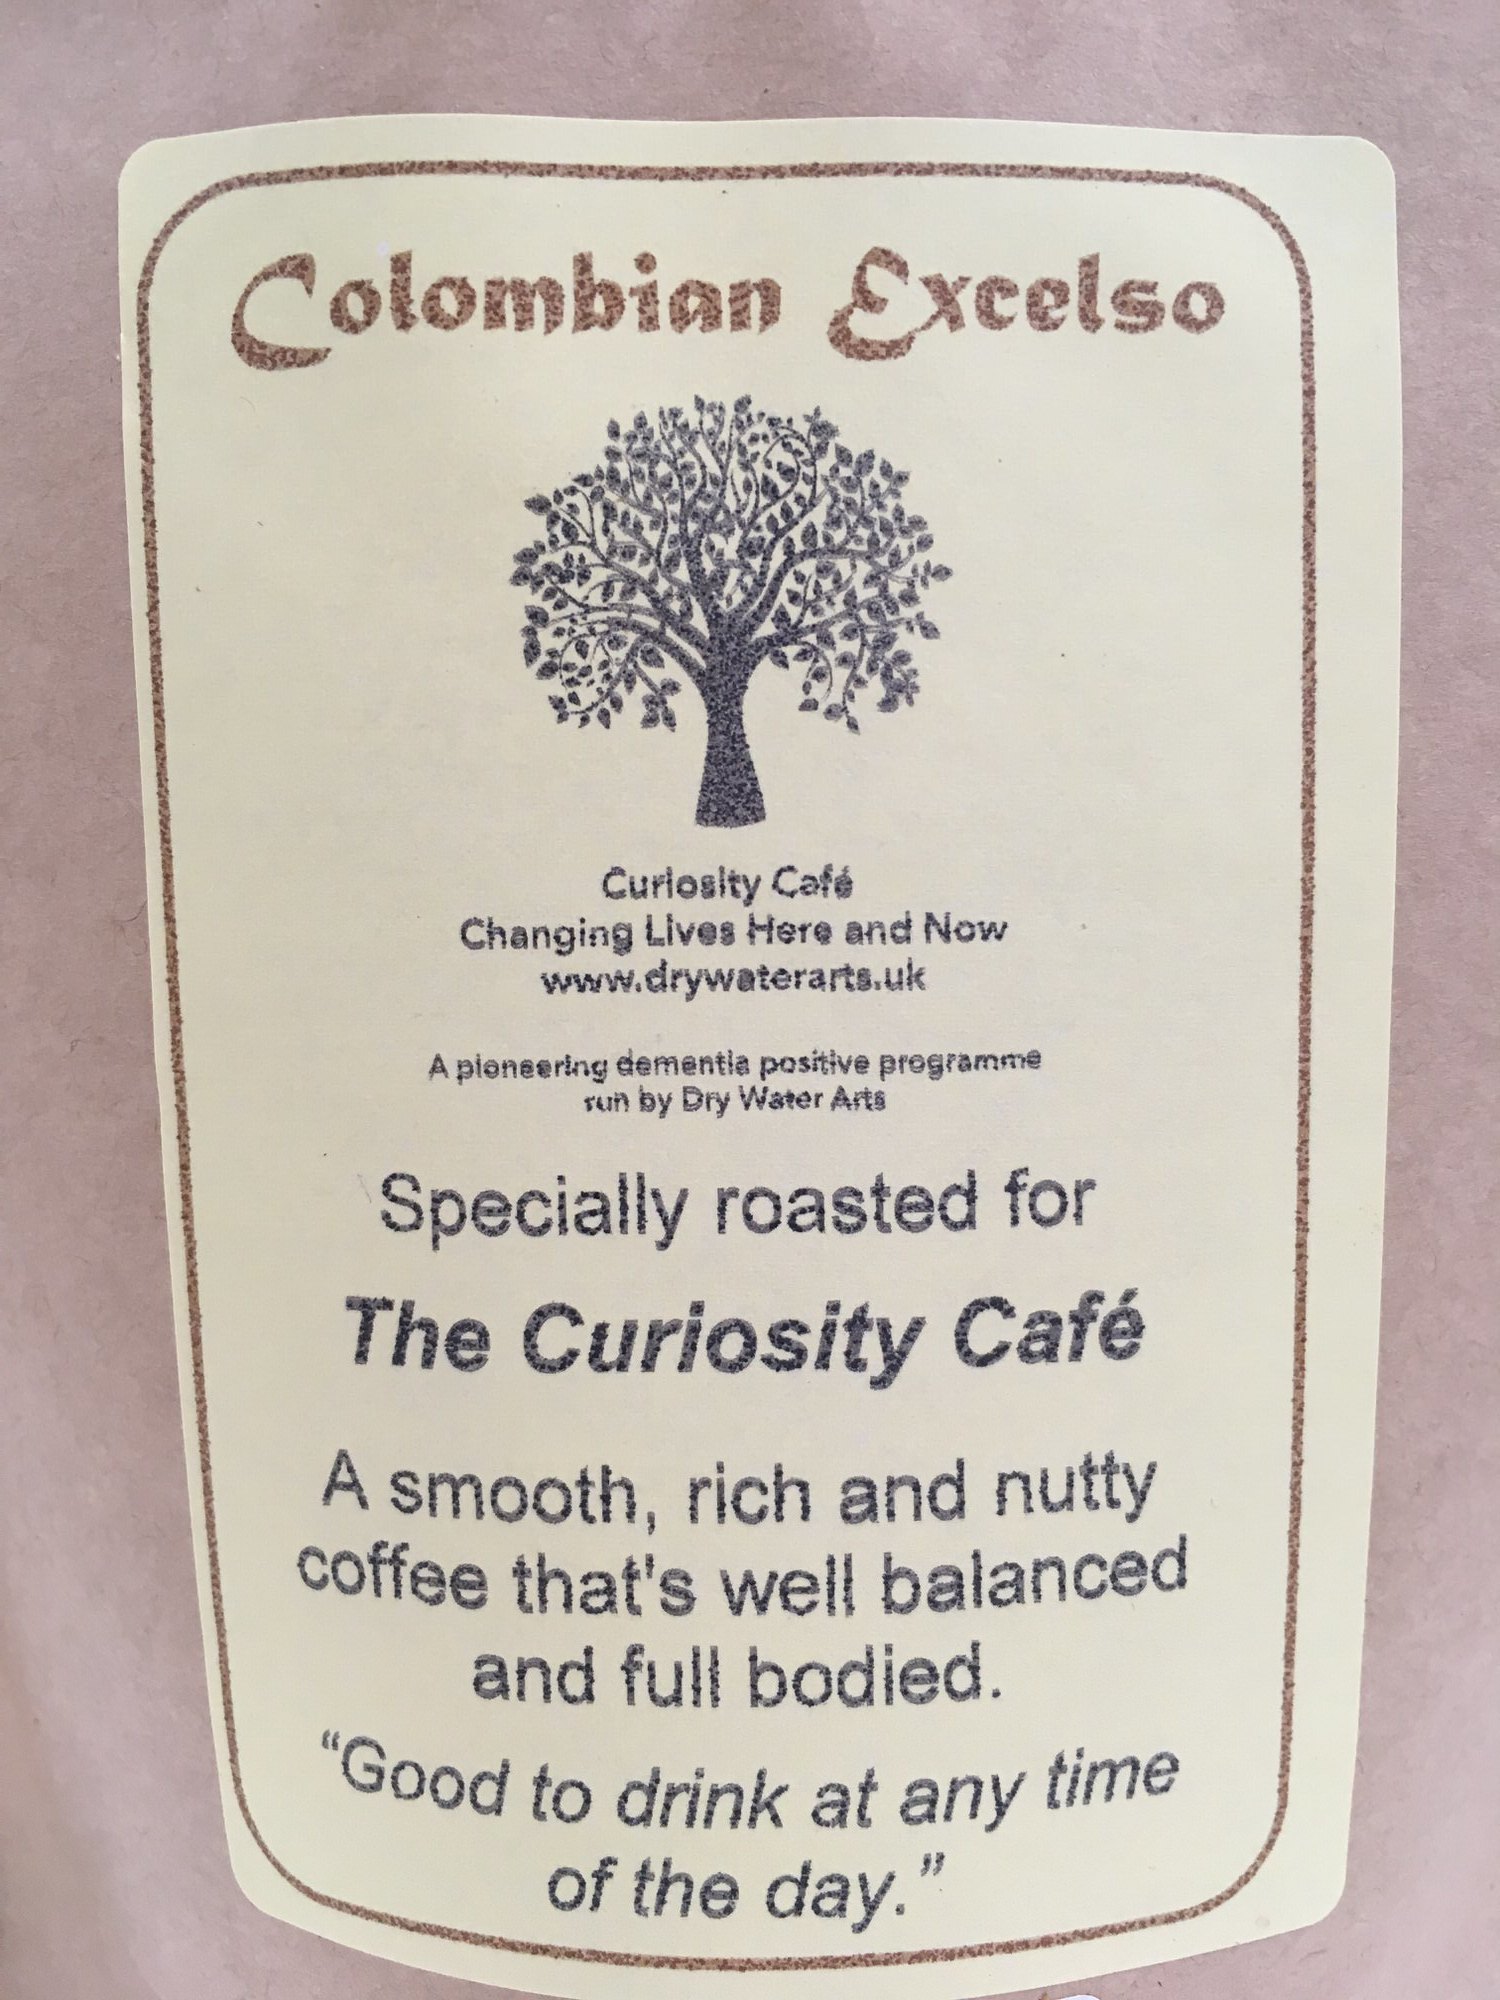 Colombian Excelso
Curiosity Café
Changing Lives Here and Now
www.drywaterarts.uk
A pioneering dementia positive programme
run by Dry Water Arts
Specially roasted for
The Curiosity Café
A smooth, rich and nutty
coffee that's well balanced
and full bodied.
“Good to drink at any time
of the day.”